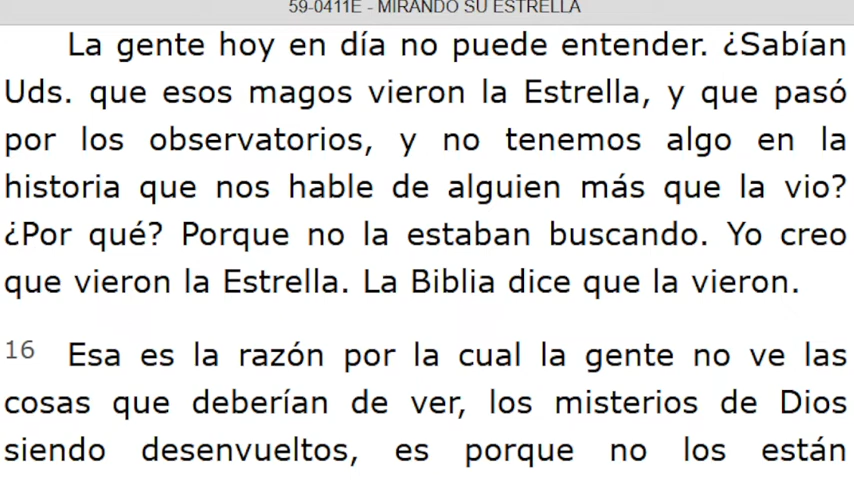 59-0411E - MIRANDO SU ESTRELLA
La gente hoy en día no puede entender. ¿Sabían
Uds. que esos magos vieron la Estrella, y que pasó
por los observatorios, y no tenemos algo en la
historia que nos hable de alguien más que la vio?
¿Por qué? Porque no la estaban buscando. Yo creo
que vieron la Estrella. La Biblia dice que la vieron.
16 Esa es la razón por la cual la gente no ve las
cosas que deberían de ver, los misterios de Dios
siendo desenvueltos, es porque no los están